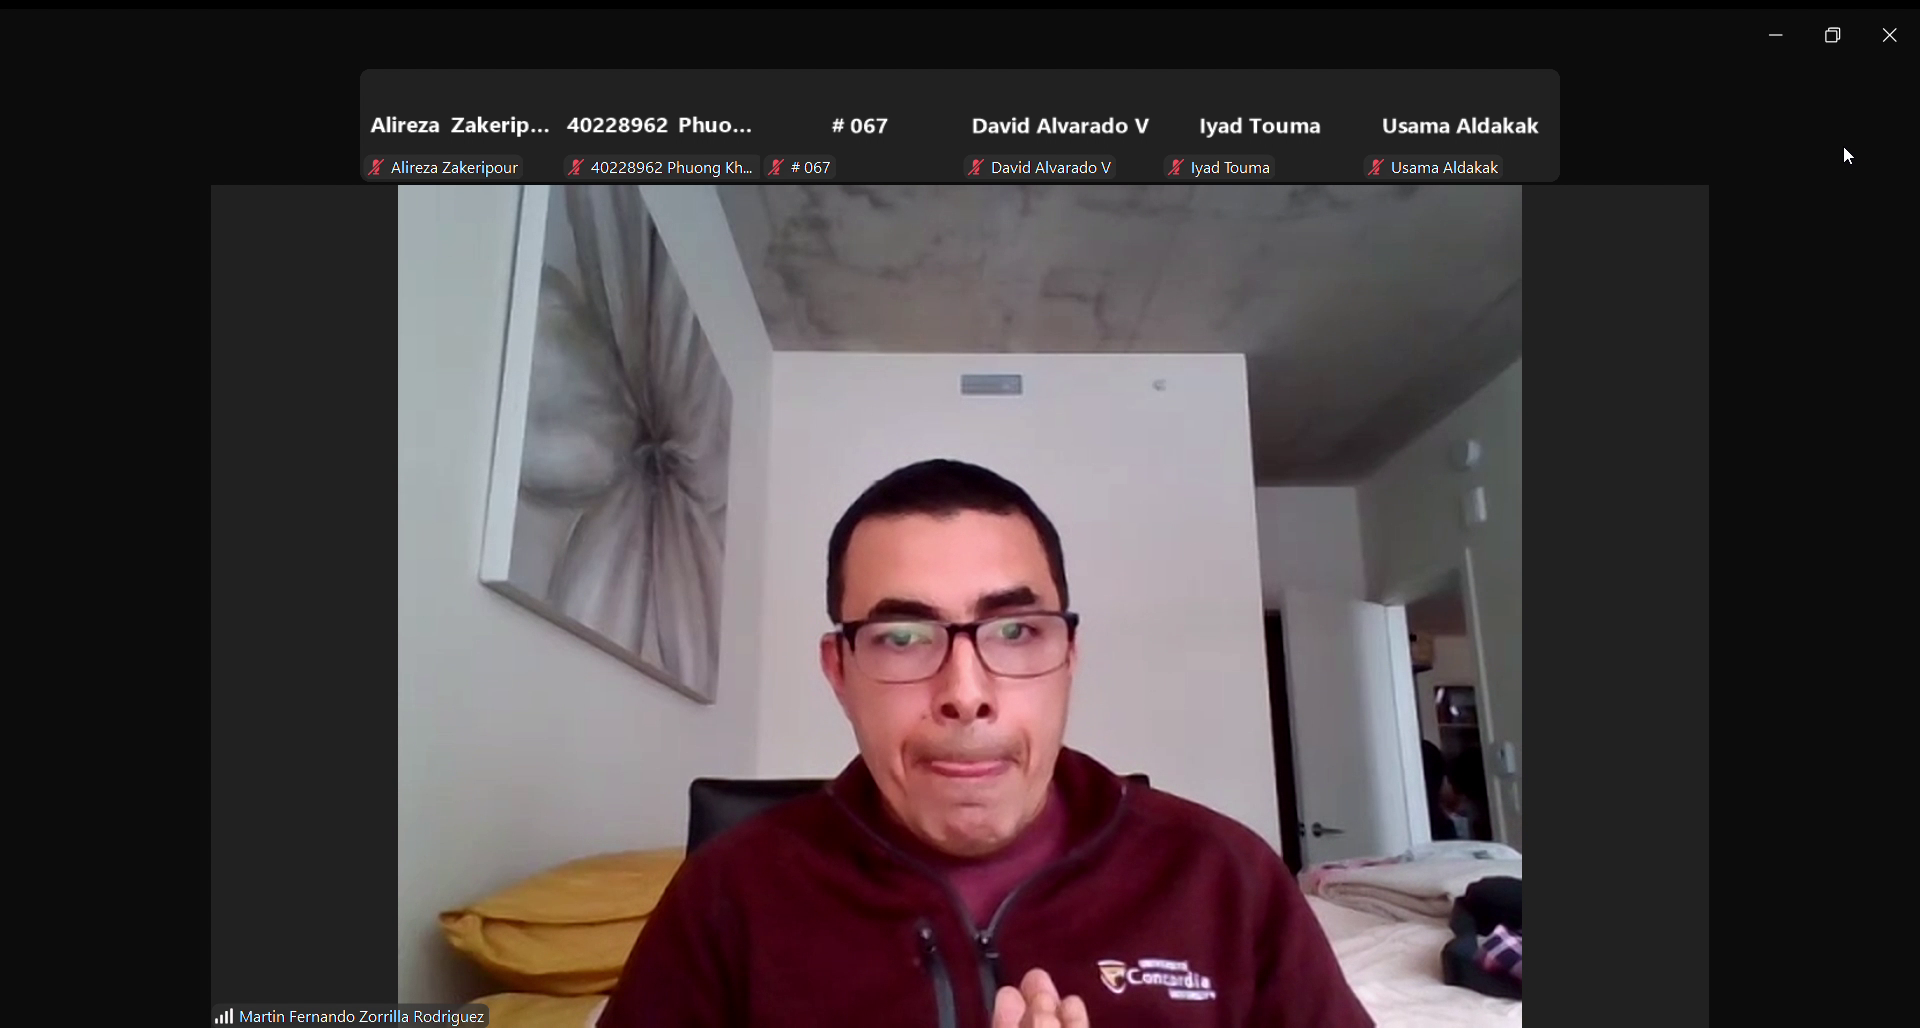 Alireza Zakerip...
40228962 Phuo...
# 067
David Alvarado V
Iyad Touma
Usama Aldakak
Alireza Zakeripour
40228962 Phuong Kh...
# 067
David Alvarado V
Iyad Touma
Usama Aldakak
Concordia
Martin Fernando Zorrilla Rodriguez